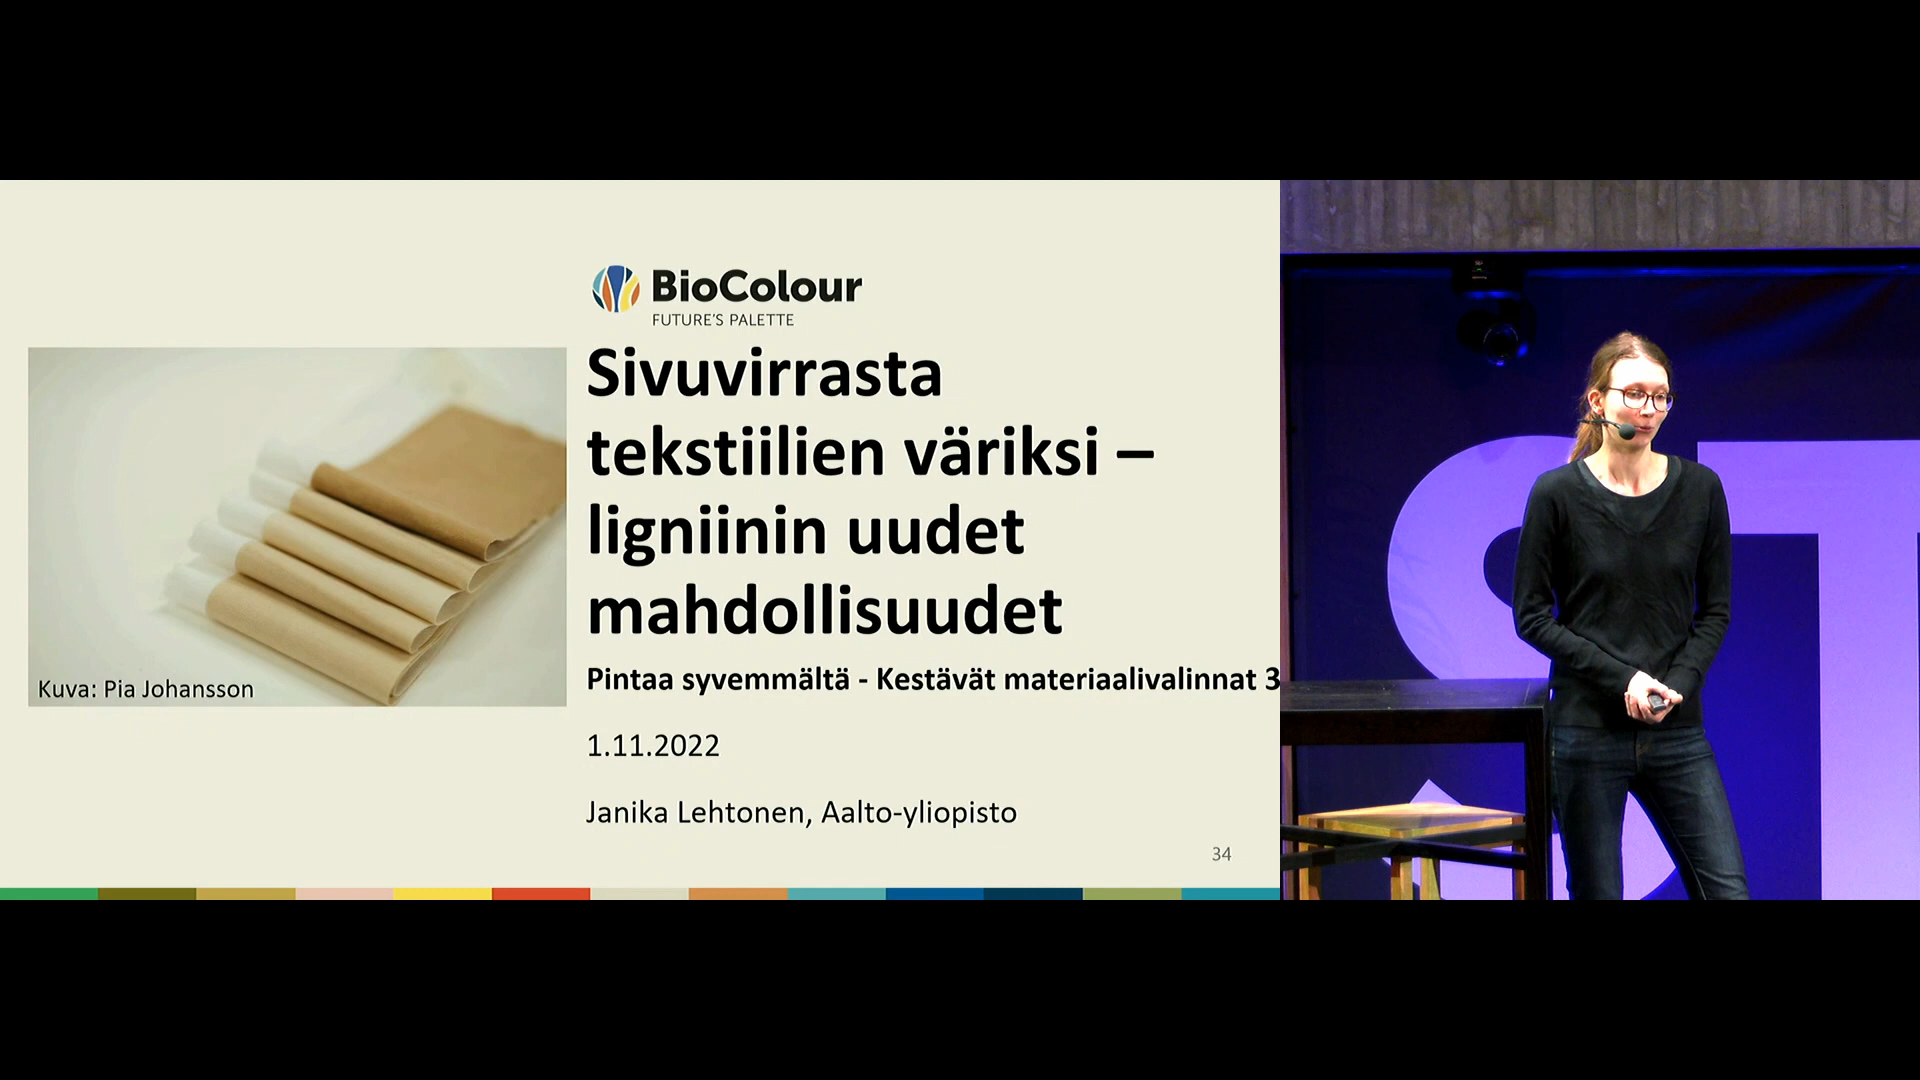 BioColour
FUTURE'S PALETTE
Sivuvirrasta
tekstiilien väriksi –
ligniinin uudet
mahdollisuudet
Pintaa syvemmältä - Kestävät materiaalivalinnat 3
1.11.2022
Janika Lehtonen, Aalto-yliopisto
Kuva: Pia Johansson
34
ST